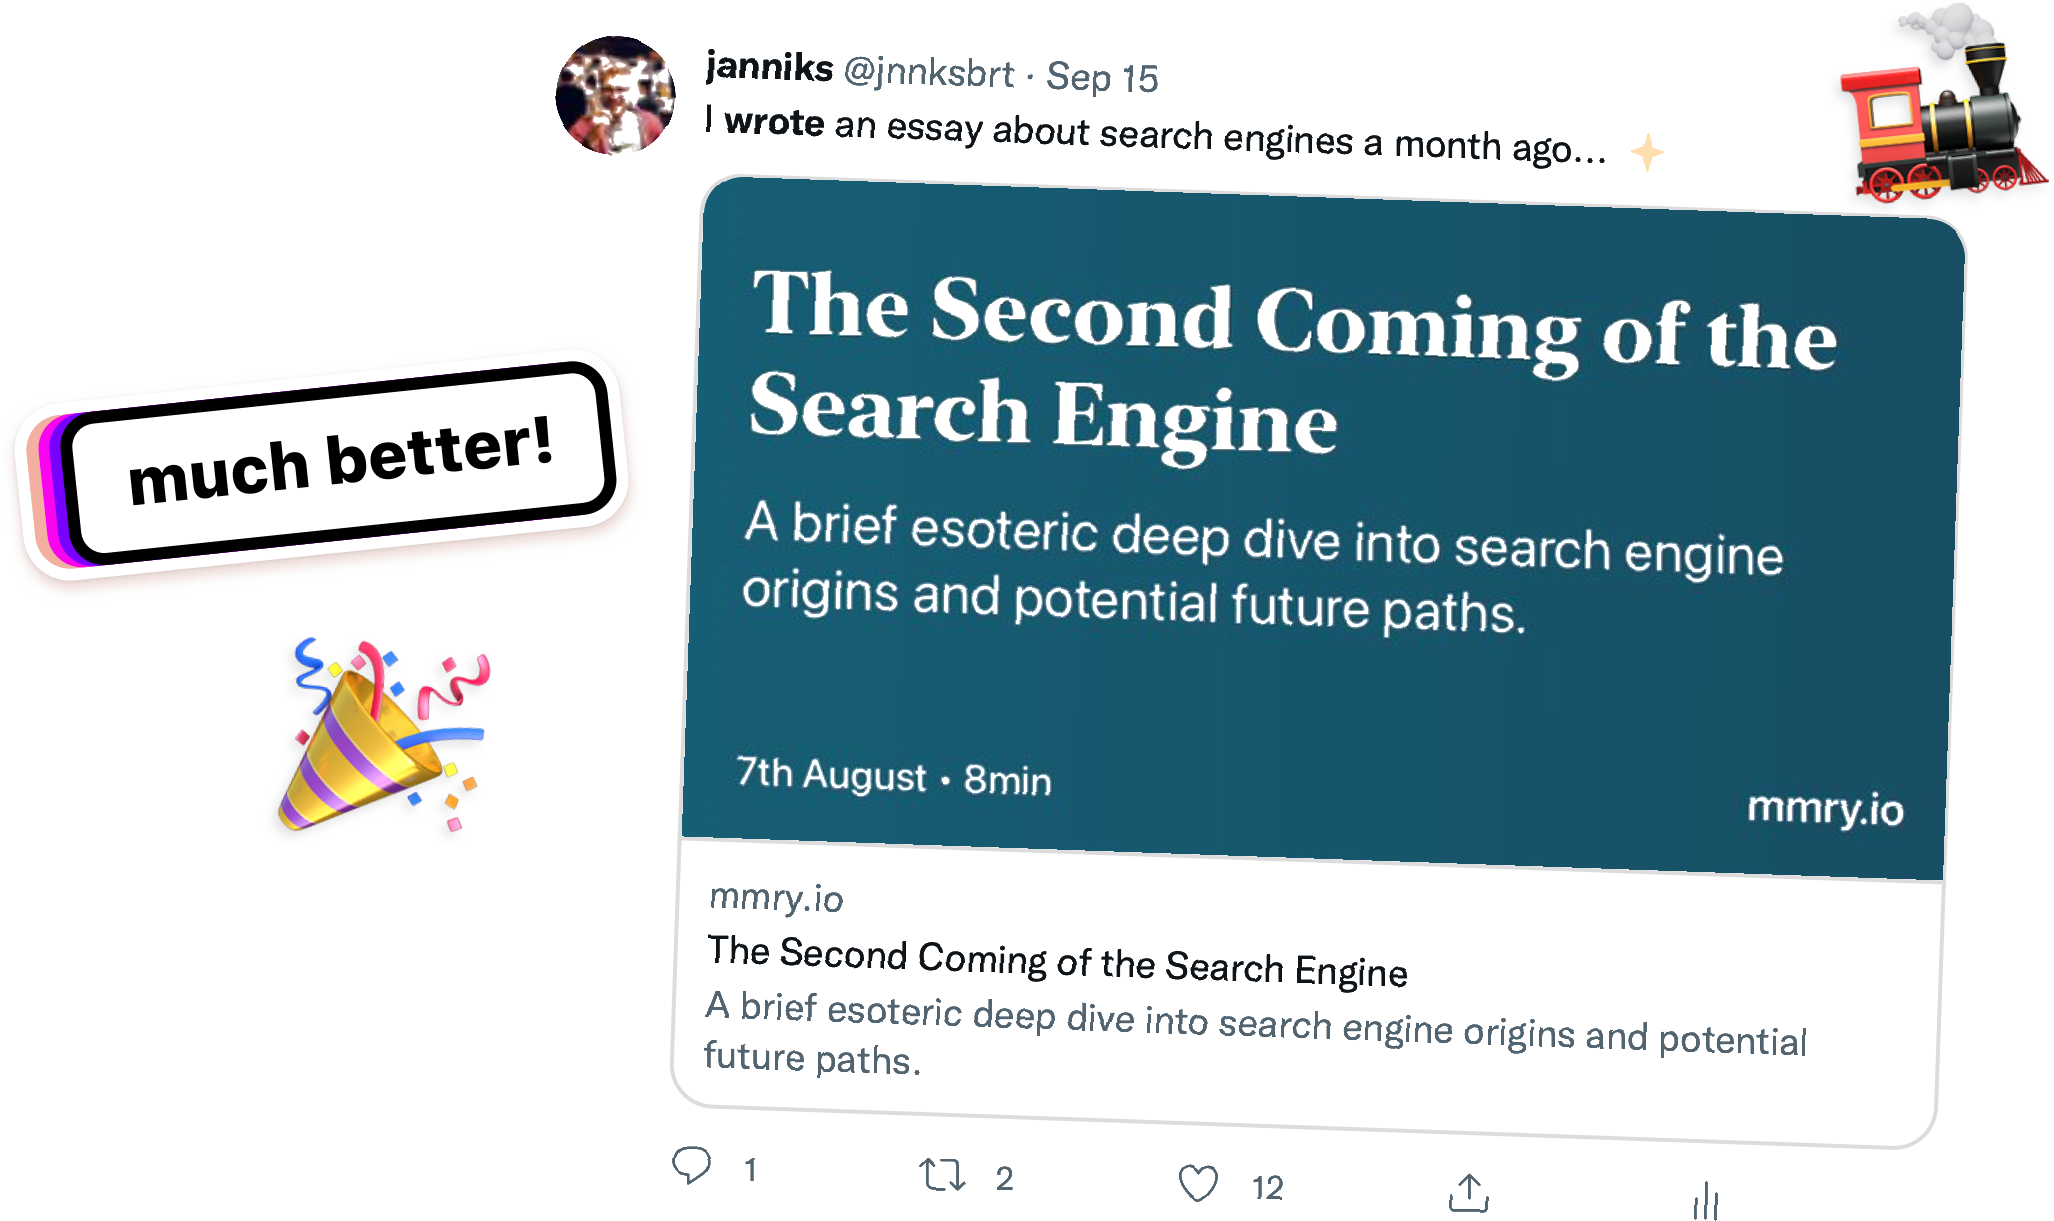 janniks @jnnksbrt · Sep 15
I wrote an essay about search engines a month ago...
The Second Coming of the
Search Engine
A brief esoteric deep dive into search engine
origins and potential future paths.
7th August • 8min
mmry.io
mmry.io
The Second Coming of the Search Engine
A brief esoteric deep dive into search engine origins and potential
future paths.
1
2
12
much better!